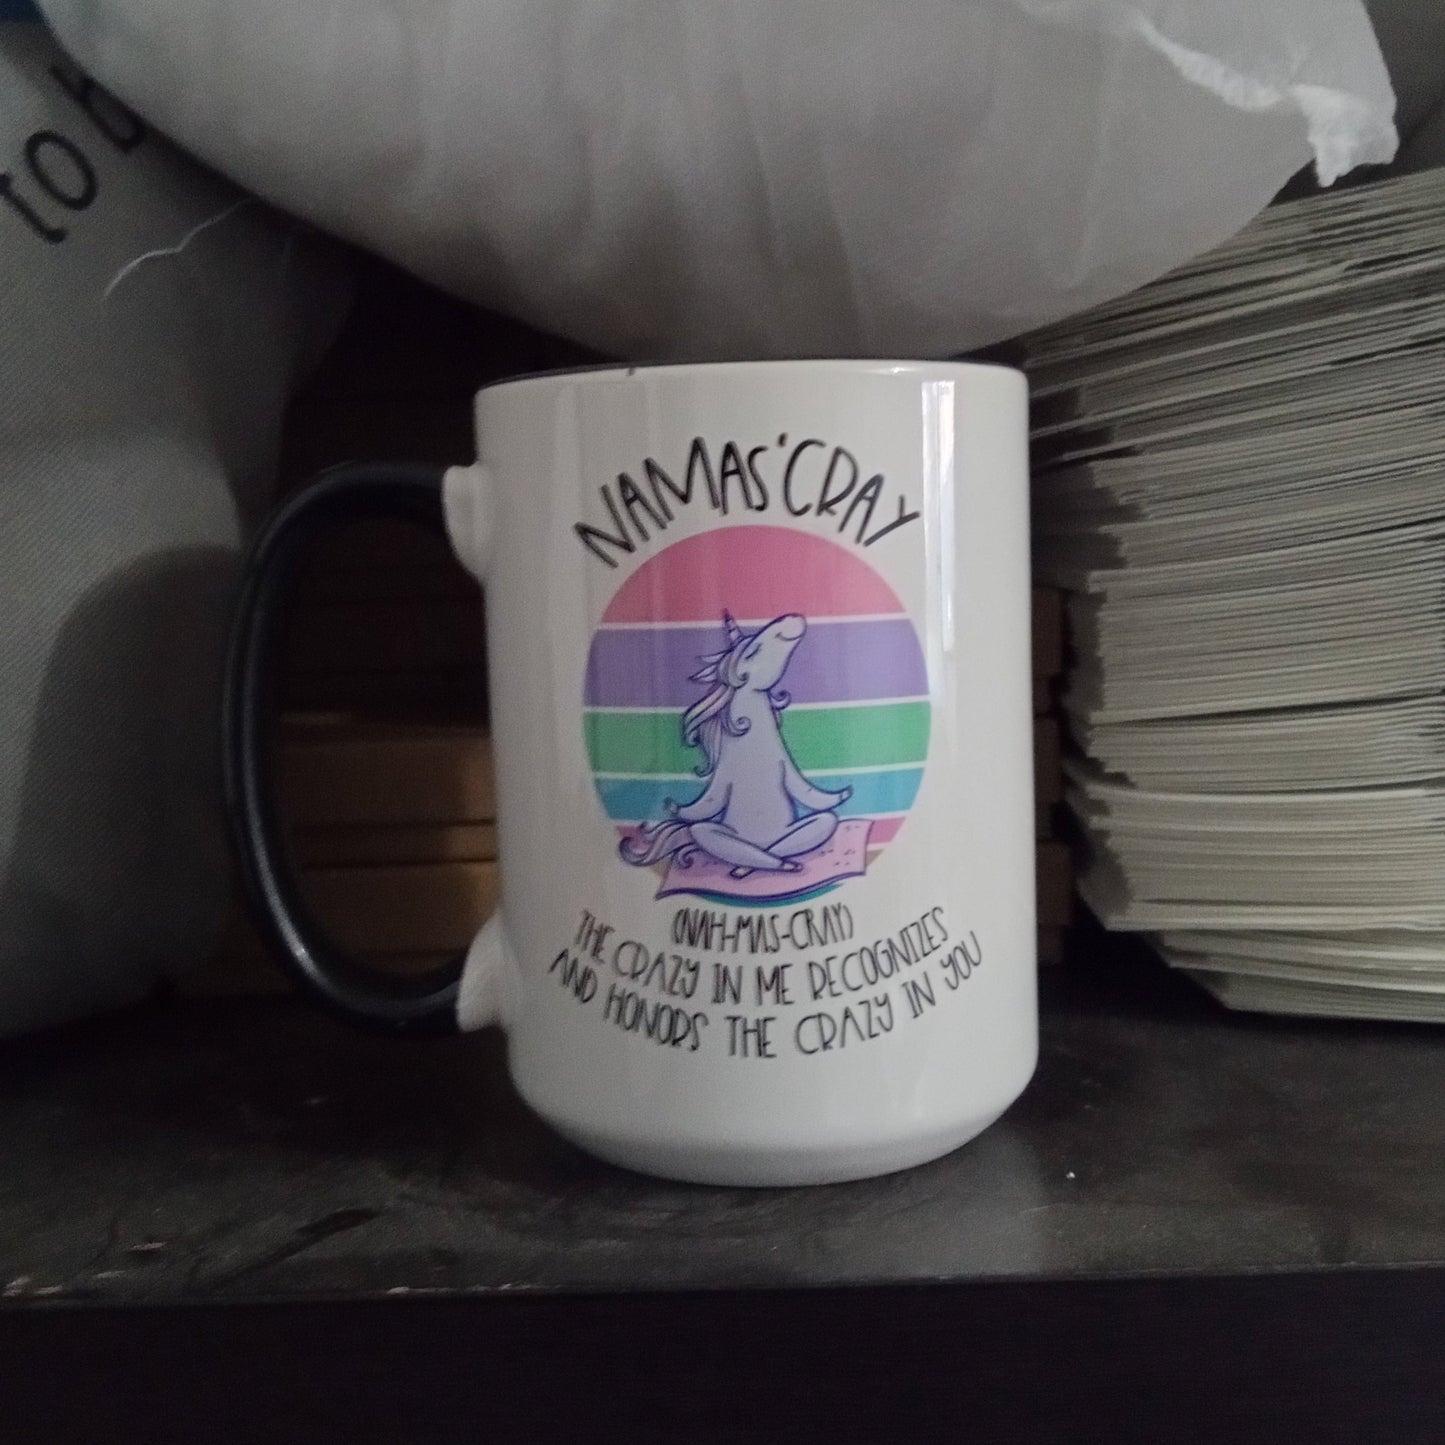 NAMAS'CRAY
(NAH-MAS-CRAY)
THE CRAZY IN ME RECOGNIZES
AND HONORS THE CRAZY IN YOU